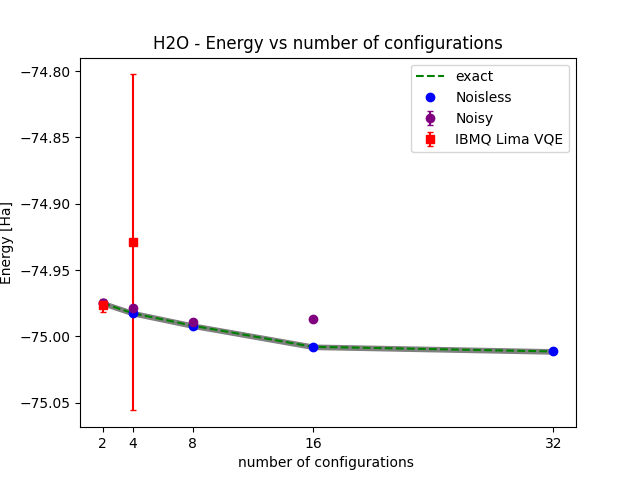 H2O - Energy vs number of configurations
exact
Noisless
Noisy
IBMQ Lima VQE
Energy [Ha]
−74.80
−74.85
−74.90
−74.95
−75.00
−75.05
2 4 8 16 32
number of configurations